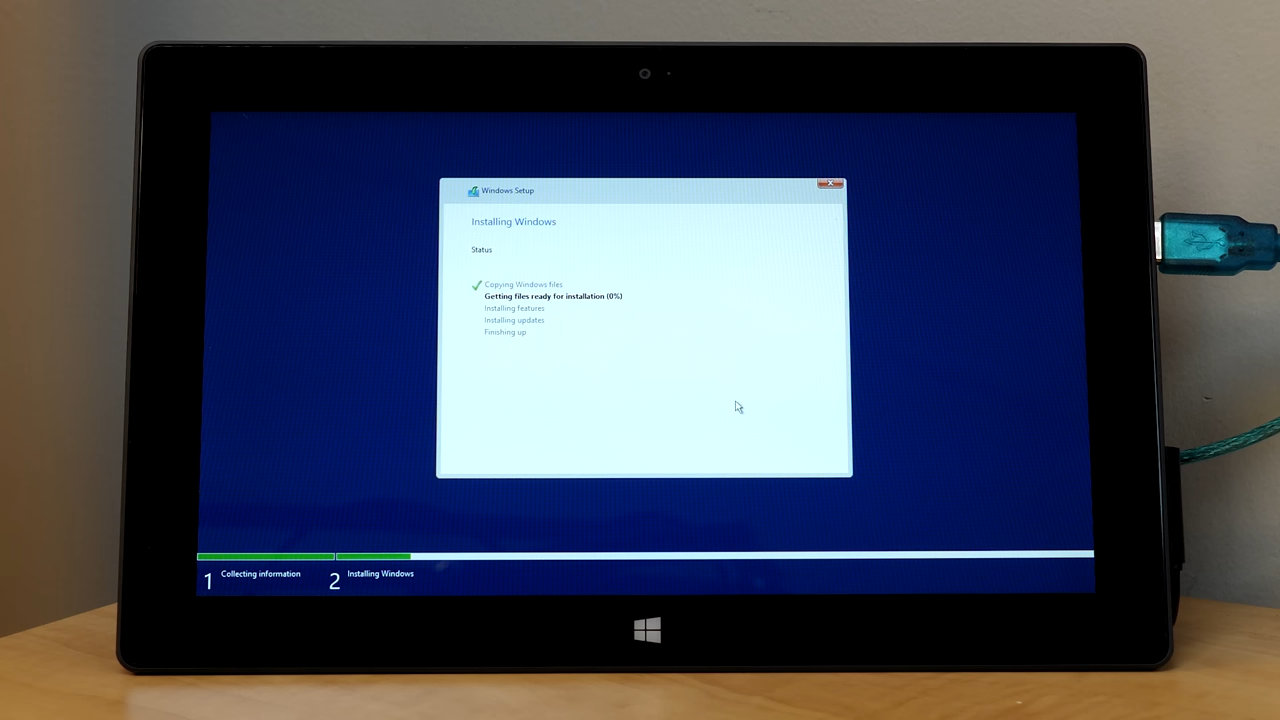 Windows Setup
Installing Windows
Status
Copying Windows files
Getting files ready for installation (0%)
Installing features
Installing updates
Finishing up
1 Collecting information
2 Installing Windows